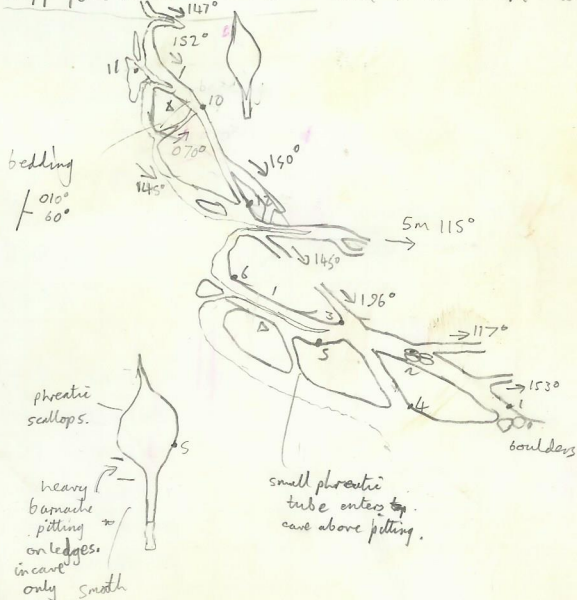 147°
152°
11
10
bedding
070°
010°
60°
145°
150°
12
5m 115°
145°
6
1
196°
3
117°
5
2
153°
1
4
boulders
phreatic
scallops.
5
heavy
barnacle
pitting
on ledges.
in cave
only
smooth
small phreatic
tube enters
cave above pitting.